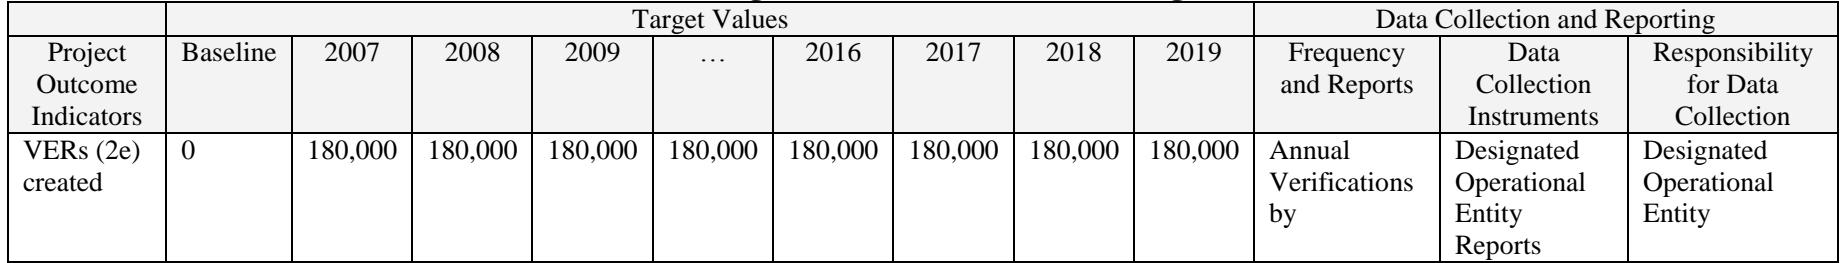 Target Values Data Collection and Reporting
Project Outcome Indicators Baseline 2007 2008 2009 … 2016 2017 2018 2019 Frequency and Reports Data Collection Instruments Responsibility for Data Collection
VERs (2e) created 0 180,000 180,000 180,000 180,000 180,000 180,000 180,000 180,000 Annual Verifications by Designated Operational Entity Reports Designated Operational Entity